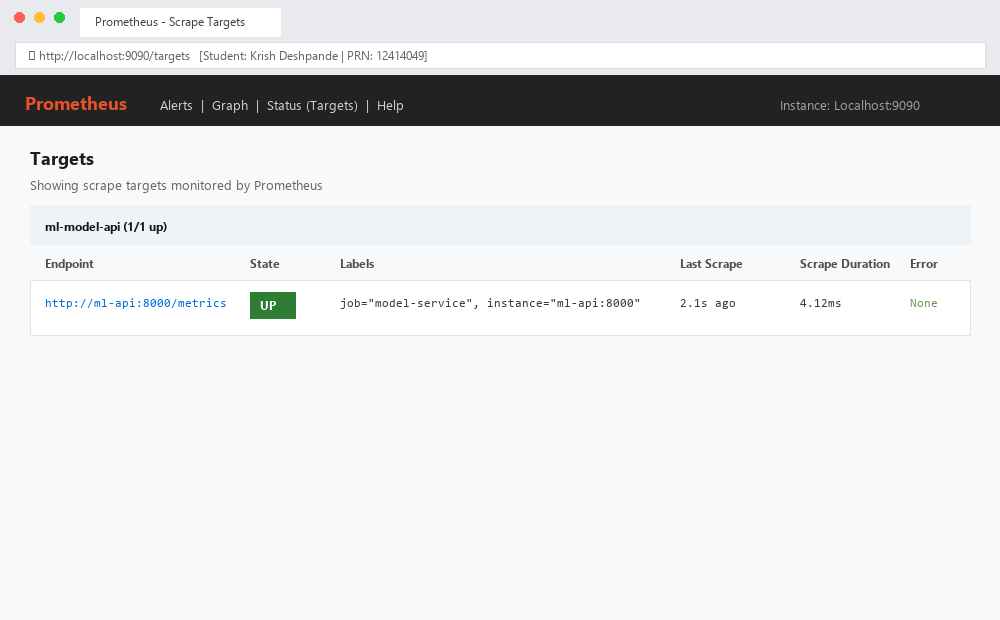 Prometheus - Scrape Targets
http://localhost:9090/targets [Student: Krish Deshpande | PRN: 12414049]
Prometheus Alerts | Graph | Status (Targets) | Help Instance: Localhost:9090
Targets
Showing scrape targets monitored by Prometheus
ml-model-api (1/1 up)
Endpoint State Labels Last Scrape Scrape Duration Error
http://ml-api:8000/metrics UP job="model-service", instance="ml-api:8000" 2.1s ago 4.12ms None